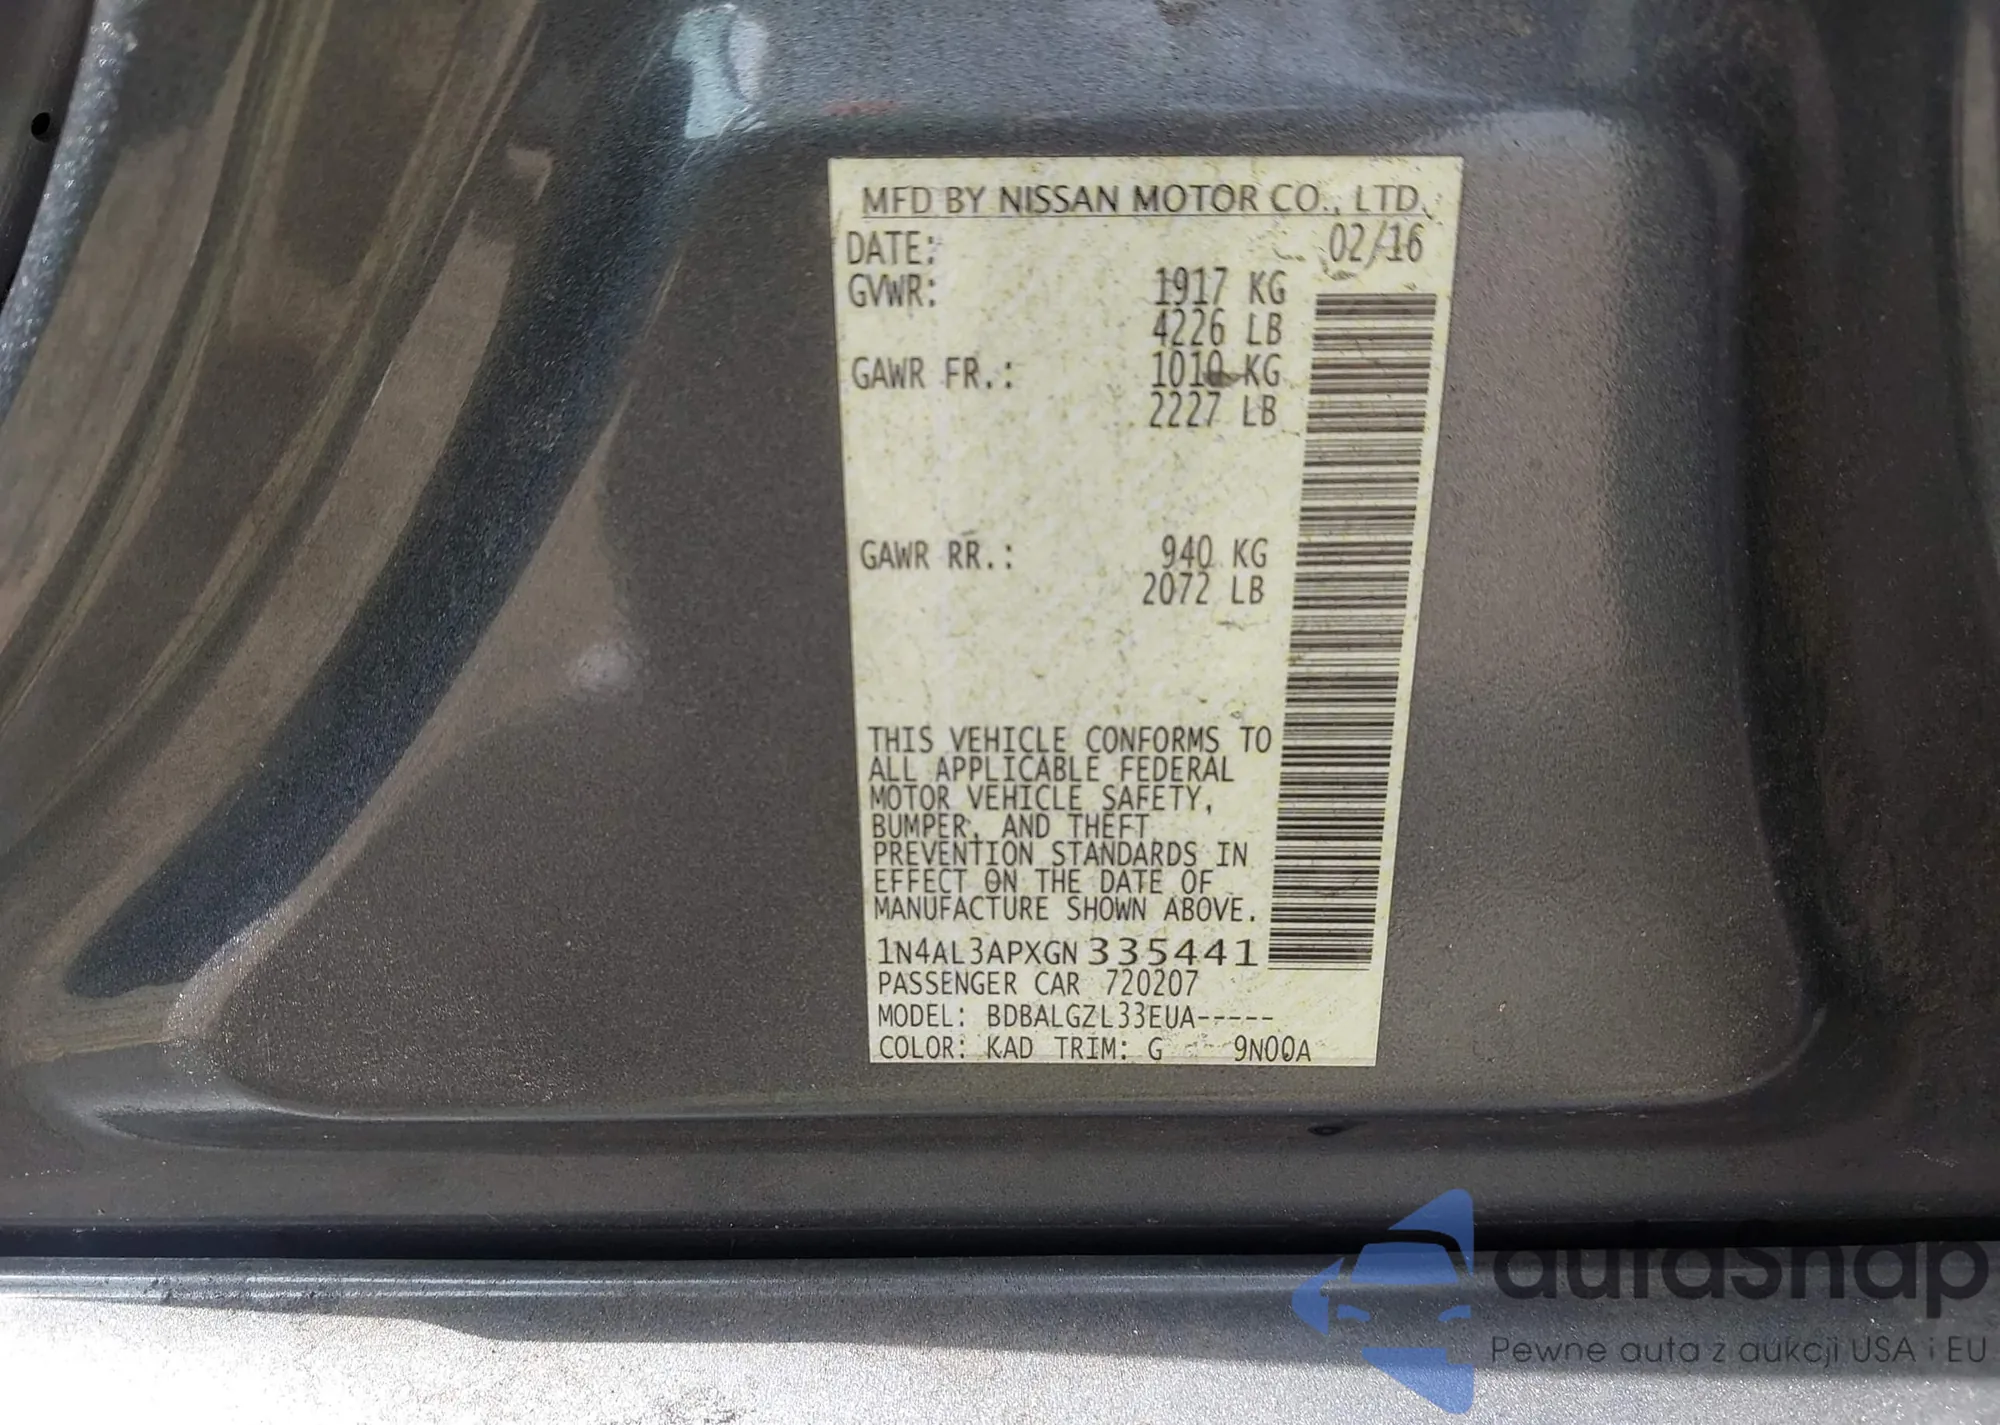 MFD BY NISSAN MOTOR CO., LTD.
DATE: 02/16
GVWR: 1917 KG
4226 LB
GAWR FR.: 1010 KG
2227 LB
GAWR RR.: 940 KG
2072 LB
THIS VEHICLE CONFORMS TO
ALL APPLICABLE FEDERAL
MOTOR VEHICLE SAFETY,
BUMPER, AND THEFT
PREVENTION STANDARDS IN
EFFECT ON THE DATE OF
MANUFACTURE SHOWN ABOVE.
1N4AL3APXGN335441
PASSENGER CAR 720207
MODEL: BDBALGZL33EUA-----
COLOR: KAD TRIM: G 9N00A
autasnap
Pewne auta z aukcji USA i EU